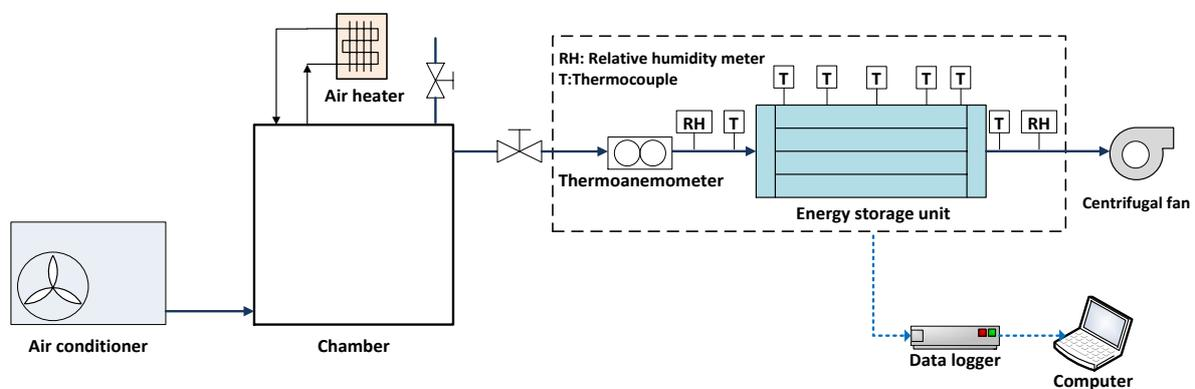 Air heater
RH: Relative humidity meter
T:Thermocouple
T
T
T
T
T
RH
T
T
RH
Thermoanemometer
Energy storage unit
Centrifugal fan
Air conditioner
Chamber
Data logger
Computer